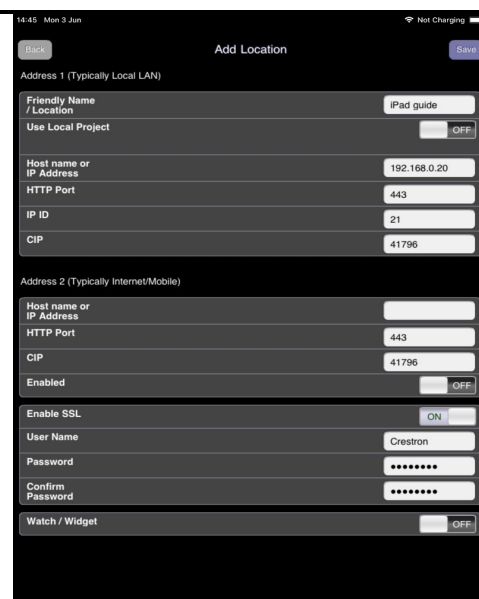 14:45 Mon 3 Jun Not Charging
Back Add Location Save
Address 1 (Typically Local LAN)
Friendly Name
/ Location
iPad guide
Use Local Project OFF
Host name or
IP Address
192.168.0.20
HTTP Port 443
IP ID 21
CIP 41796
Address 2 (Typically Internet/Mobile)
Host name or
IP Address
HTTP Port 443
CIP 41796
Enabled OFF
Enable SSL ON
User Name Crestron
Password ••••••••
Confirm
Password
••••••••
Watch / Widget OFF